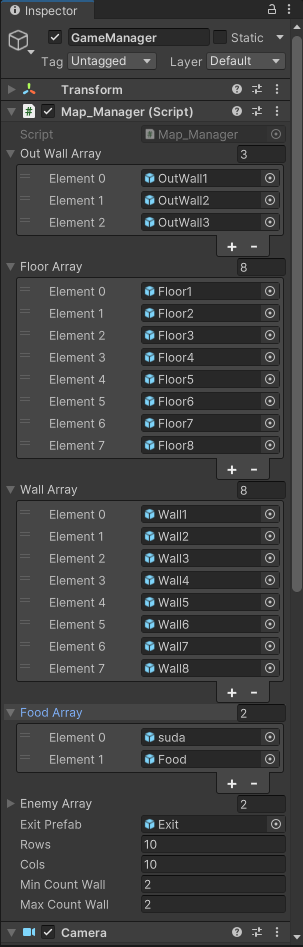 Inspector
GameManager Static
Tag Untagged Layer Default
Transform
Map_Manager (Script)
Script Map_Manager
Out Wall Array 3
Element 0 OutWall1
Element 1 OutWall2
Element 2 OutWall3
+ -
Floor Array 8
Element 0 Floor1
Element 1 Floor2
Element 2 Floor3
Element 3 Floor4
Element 4 Floor5
Element 5 Floor6
Element 6 Floor7
Element 7 Floor8
+ -
Wall Array 8
Element 0 Wall1
Element 1 Wall2
Element 2 Wall3
Element 3 Wall4
Element 4 Wall5
Element 5 Wall6
Element 6 Wall7
Element 7 Wall8
+ -
Food Array 2
Element 0 suda
Element 1 Food
+ -
Enemy Array 2
Exit Prefab Exit
Rows 10
Cols 10
Min Count Wall 2
Max Count Wall 2
Camera